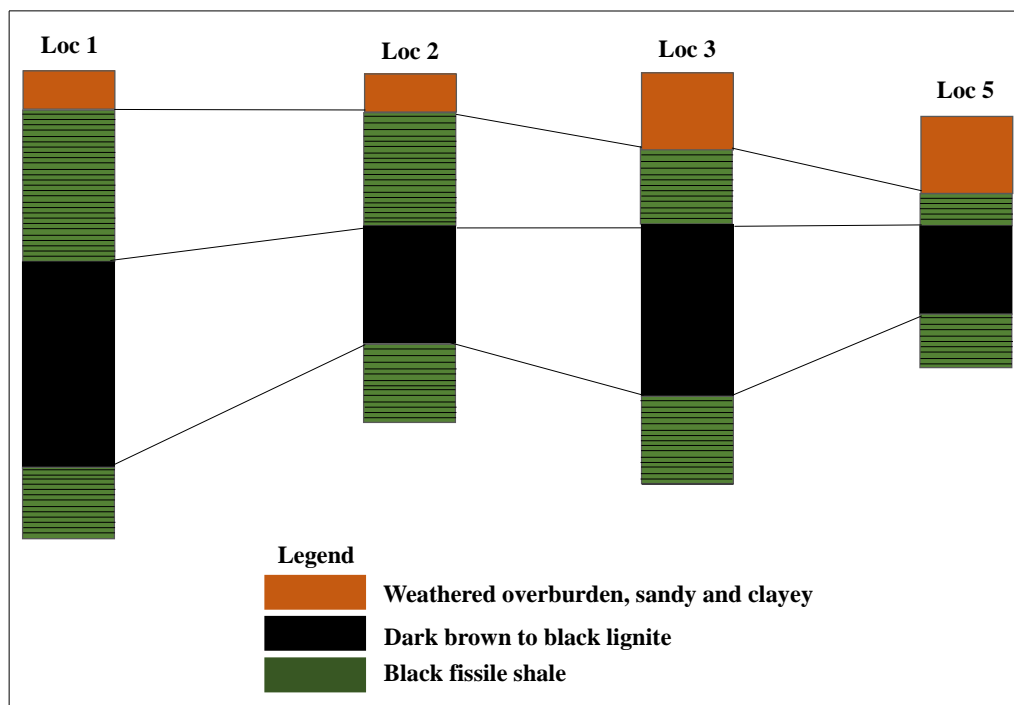 Loc 1
Loc 2
Loc 3
Loc 5
Legend
Weathered overburden, sandy and clayey
Dark brown to black lignite
Black fissile shale